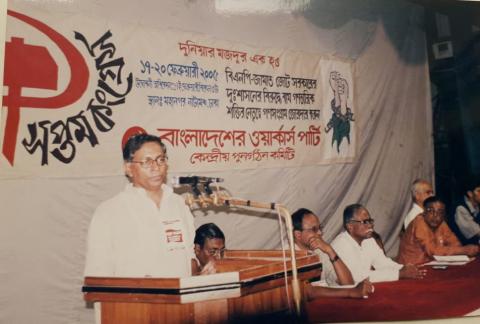 সপ্তম কংগ্রেস
দুনিয়ার মজদুর এক হও
১৭-২০ ফেব্রুয়ারী ২০০৫
বিএনপি-জামাত জোট সরকারের
দুঃশাসনের বিরুদ্ধে বাম গণতান্ত্রিক
শক্তির নেতৃত্বে গণসংগ্রাম জোরদার করুন
বাংলাদেশের ওয়ার্কার্স পার্টি
কেন্দ্রীয় পুনর্গঠন কমিটি